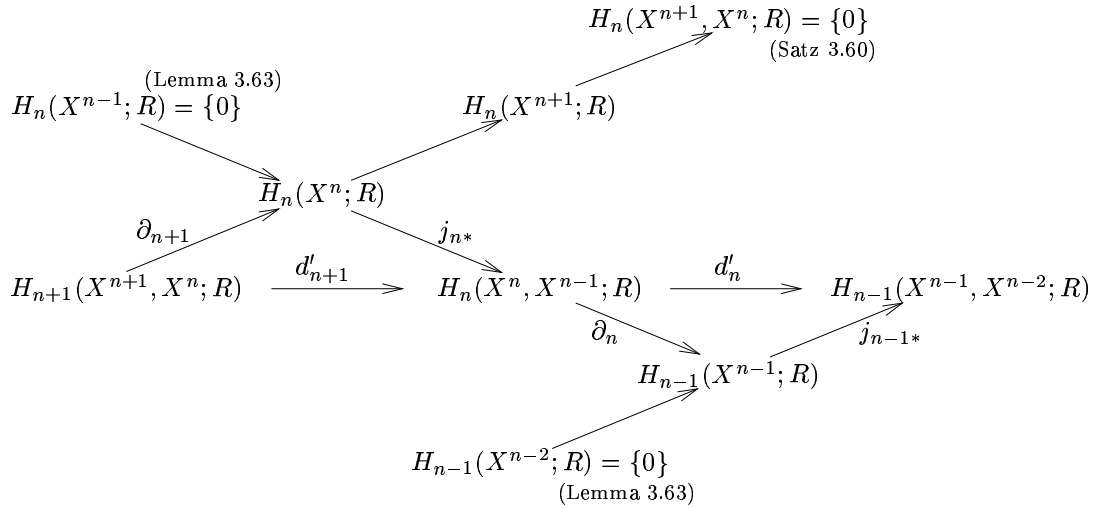 H_n(X^{n+1}, X^n; R) = {0}
(Satz 3.60)
(Lemma 3.63)
H_n(X^{n-1}; R) = {0}
H_n(X^{n+1}; R)
H_n(X^n; R)
∂_{n+1}
j_{n*}
H_{n+1}(X^{n+1}, X^n; R)
d'_{n+1}
H_n(X^n, X^{n-1}; R)
d'_n
H_{n-1}(X^{n-1}, X^{n-2}; R)
∂_n
j_{n-1*}
H_{n-1}(X^{n-1}; R)
H_{n-1}(X^{n-2}; R) = {0}
(Lemma 3.63)